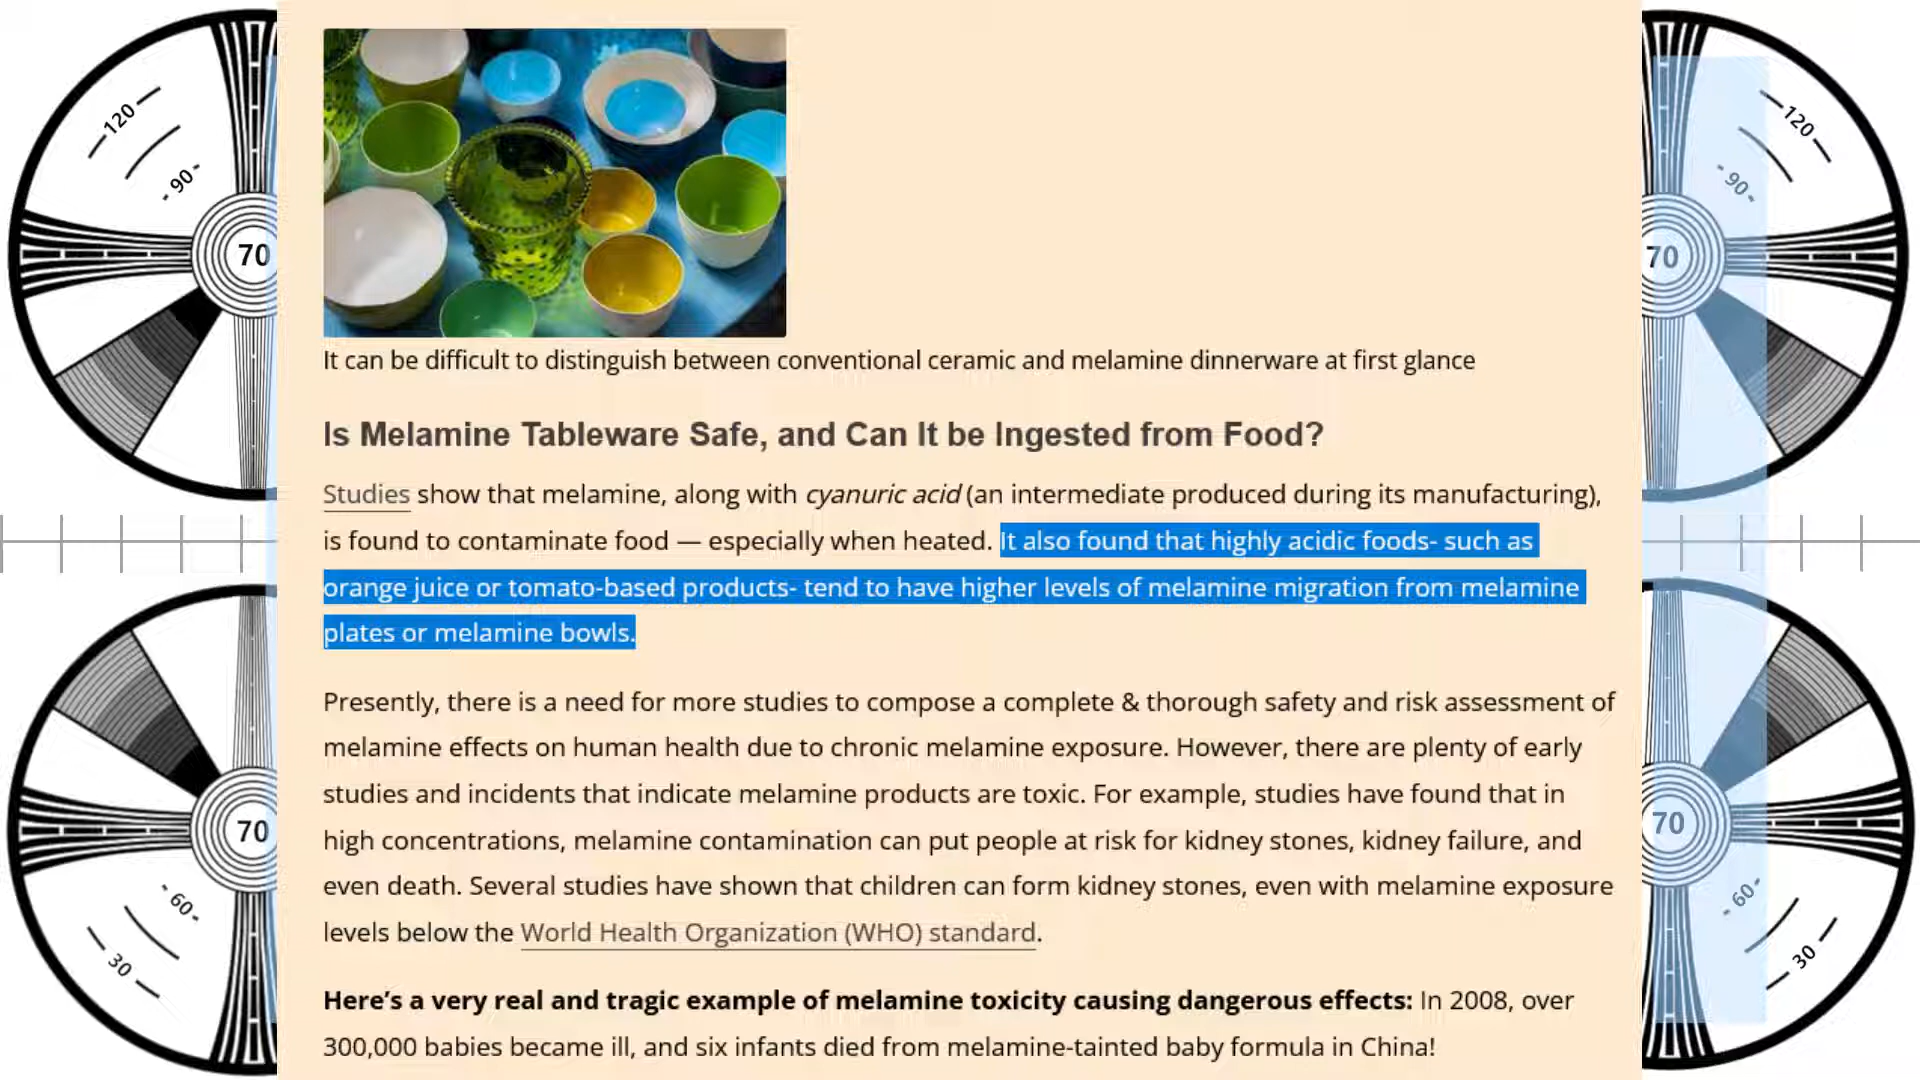 120
- 90 -
70
120
- 90 -
70
It can be difficult to distinguish between conventional ceramic and melamine dinnerware at first glance
Is Melamine Tableware Safe, and Can It be Ingested from Food?
Studies show that melamine, along with cyanuric acid (an intermediate produced during its manufacturing),
is found to contaminate food — especially when heated. It also found that highly acidic foods- such as
orange juice or tomato-based products- tend to have higher levels of melamine migration from melamine
plates or melamine bowls.
Presently, there is a need for more studies to compose a complete & thorough safety and risk assessment of
melamine effects on human health due to chronic melamine exposure. However, there are plenty of early
studies and incidents that indicate melamine products are toxic. For example, studies have found that in
high concentrations, melamine contamination can put people at risk for kidney stones, kidney failure, and
even death. Several studies have shown that children can form kidney stones, even with melamine exposure
levels below the World Health Organization (WHO) standard.
Here’s a very real and tragic example of melamine toxicity causing dangerous effects: In 2008, over
300,000 babies became ill, and six infants died from melamine-tainted baby formula in China!
70
- 60 -
30
70
- 60 -
30